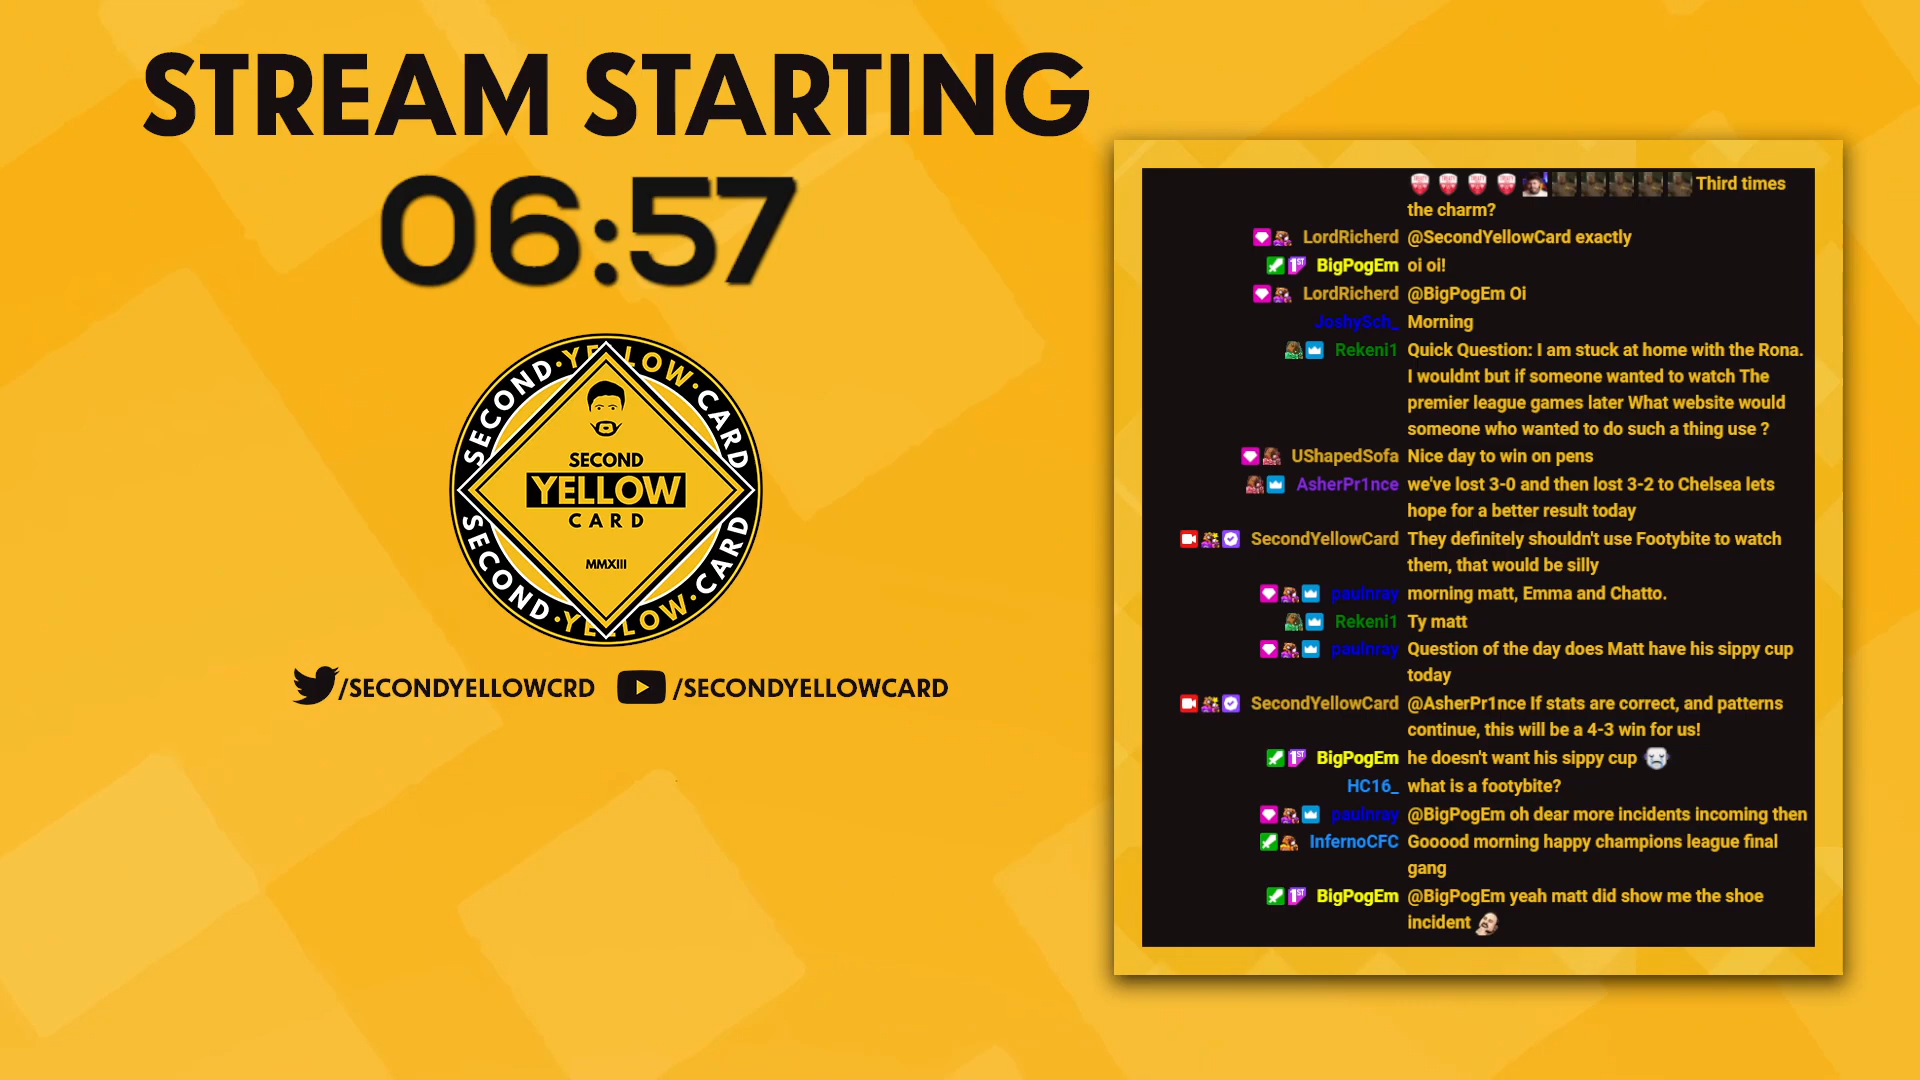 STREAM STARTING
06:57
SECOND·YELLOW·CARD
SECOND
YELLOW
CARD
MMXIII
SECOND·YELLOW·CARD
/SECONDYELLOWCRD /SECONDYELLOWCARD
Third times
the charm?
LordRicherd @SecondYellowCard exactly
1ST BigPogEm oi oi!
LordRicherd @BigPogEm Oi
JoshySch_ Morning
Rekeni1 Quick Question: I am stuck at home with the Rona.
I wouldnt but if someone wanted to watch The
premier league games later What website would
someone who wanted to do such a thing use ?
UShapedSofa Nice day to win on pens
AsherPr1nce we've lost 3-0 and then lost 3-2 to Chelsea lets
hope for a better result today
SecondYellowCard They definitely shouldn't use Footybite to watch
them, that would be silly
paulnray morning matt, Emma and Chatto.
Rekeni1 Ty matt
paulnray Question of the day does Matt have his sippy cup
today
SecondYellowCard @AsherPr1nce If stats are correct, and patterns
continue, this will be a 4-3 win for us!
1ST BigPogEm he doesn't want his sippy cup
HC16_ what is a footybite?
paulnray @BigPogEm oh dear more incidents incoming then
InfernoCFC Gooood morning happy champions league final
gang
1ST BigPogEm @BigPogEm yeah matt did show me the shoe
incident